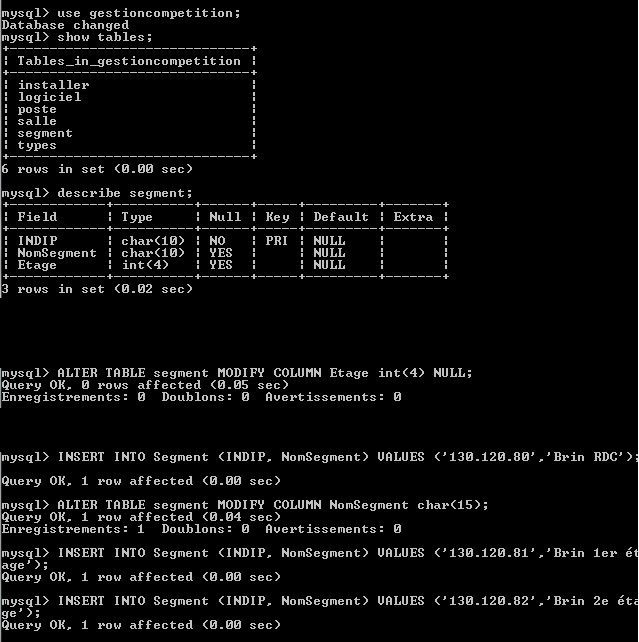 mysql> use gestioncompetition;
Database changed
mysql> show tables;
+-------------------------------+
¦ Tables_in_gestioncompetition ¦
+-------------------------------+
¦ installer ¦
¦ logiciel ¦
¦ poste ¦
¦ salle ¦
¦ segment ¦
¦ types ¦
+-------------------------------+
6 rows in set (0.00 sec)
mysql> describe segment;
+------------+----------+------+-----+---------+-------+
¦ Field ¦ Type ¦ Null ¦ Key ¦ Default ¦ Extra ¦
+------------+----------+------+-----+---------+-------+
¦ INDIP ¦ char(10) ¦ NO ¦ PRI ¦ NULL ¦ ¦
¦ NomSegment ¦ char(10) ¦ YES ¦ ¦ NULL ¦ ¦
¦ Etage ¦ int(4) ¦ YES ¦ ¦ NULL ¦ ¦
+------------+----------+------+-----+---------+-------+
3 rows in set (0.02 sec)
mysql> ALTER TABLE segment MODIFY COLUMN Etage int(4) NULL;
Query OK, 0 rows affected (0.05 sec)
Enregistrements: 0 Doublons: 0 Avertissements: 0
mysql> INSERT INTO Segment (INDIP, NomSegment) VALUES ('130.120.80','Brin RDC');
Query OK, 1 row affected (0.00 sec)
mysql> ALTER TABLE segment MODIFY COLUMN NomSegment char(15);
Query OK, 1 row affected (0.04 sec)
Enregistrements: 1 Doublons: 0 Avertissements: 0
mysql> INSERT INTO Segment (INDIP, NomSegment) VALUES ('130.120.81','Brin 1er ét
age');
Query OK, 1 row affected (0.00 sec)
mysql> INSERT INTO Segment (INDIP, NomSegment) VALUES ('130.120.82','Brin 2e éta
ge');
Query OK, 1 row affected (0.00 sec)